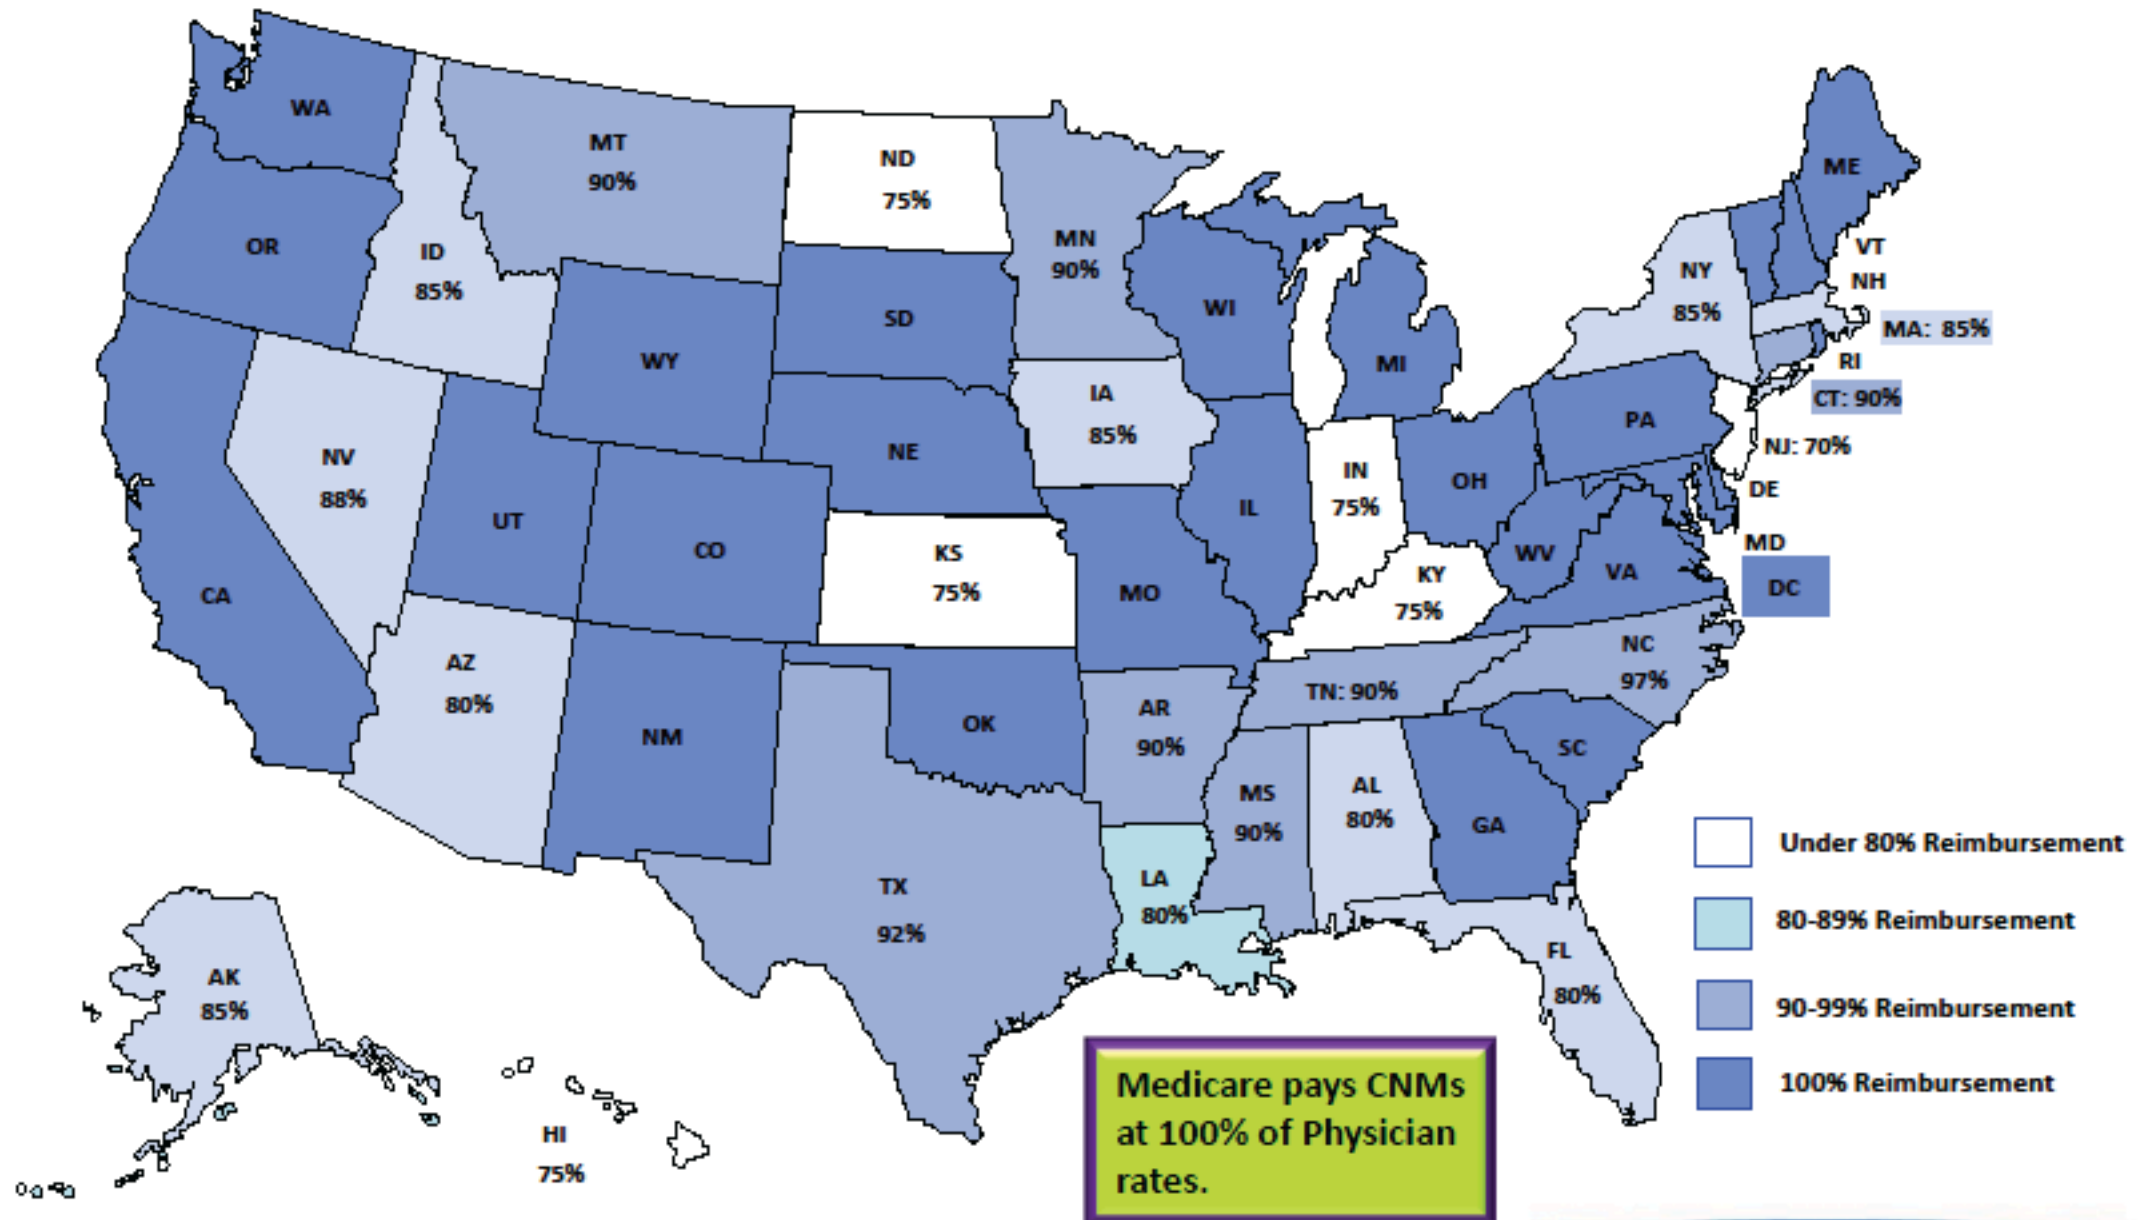 WA
MT
90%
ND
75%
ME
OR
ID
85%
MN
90%
VT
NH
NY
85%
MA: 85%
WI
SD
WY
MI
RI
CT: 90%
IA
85%
PA
NJ: 70%
NV
88%
NE
IN
75%
OH
DE
UT
IL
CO
KS
75%
WV
MD
VA
DC
KY
75%
CA
MO
NC
97%
AZ
80%
TN: 90%
NM
OK
AR
90%
SC
MS
90%
AL
80%
GA
TX
92%
LA
80%
FL
80%
AK
85%
HI
75%
Under 80% Reimbursement
80-89% Reimbursement
90-99% Reimbursement
100% Reimbursement
Medicare pays CNMs
at 100% of Physician
rates.